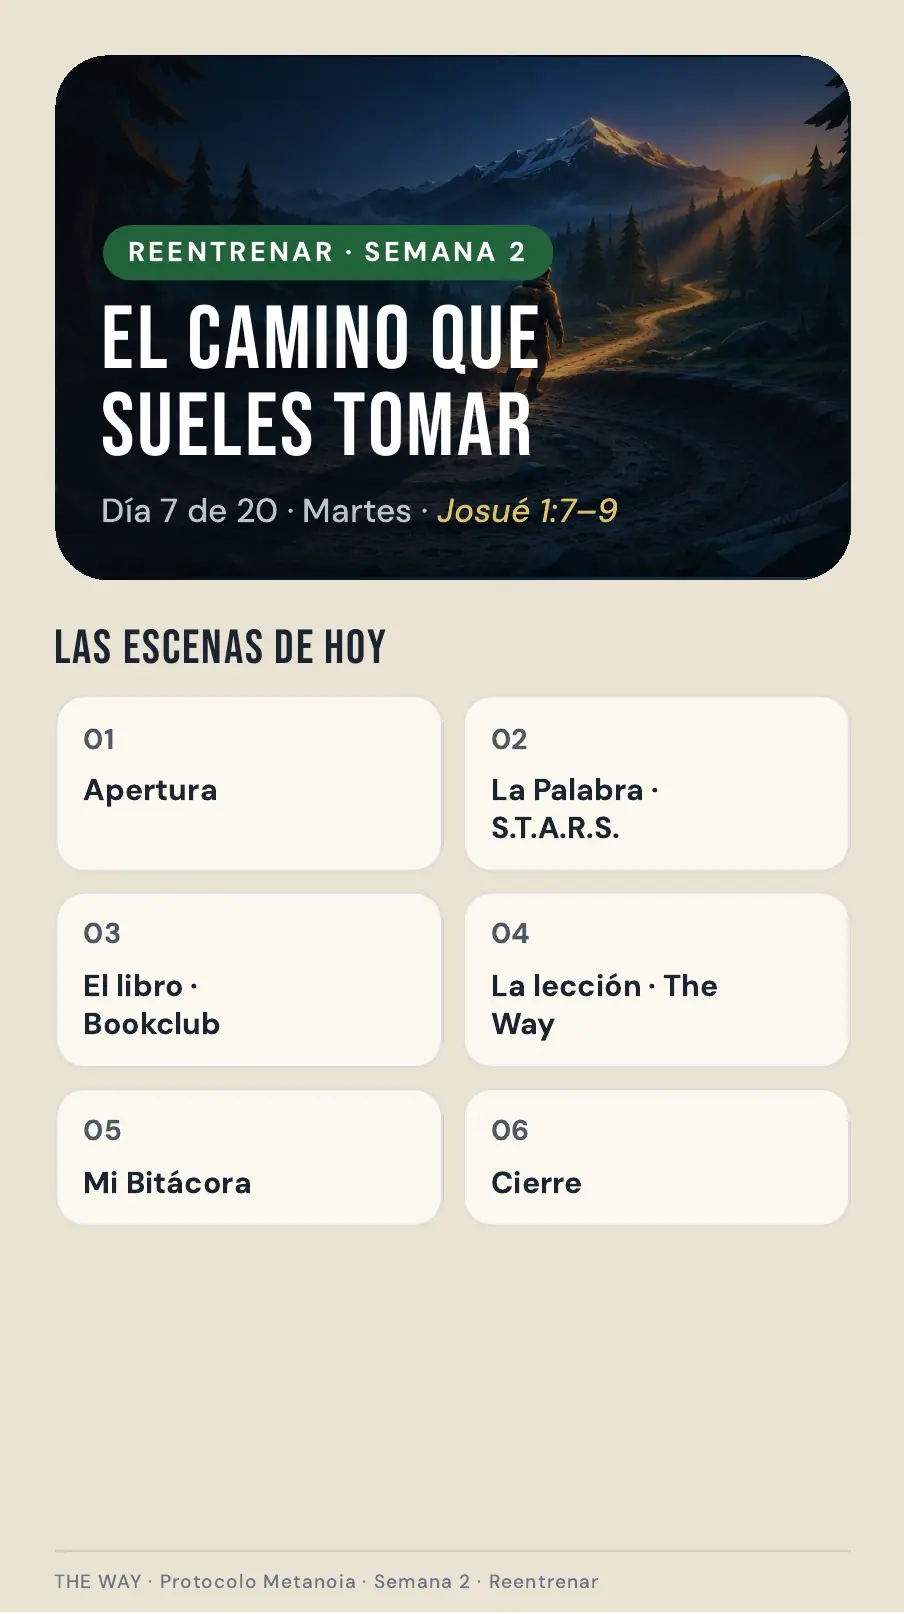 REENTRENAR · SEMANA 2
EL CAMINO QUE
SUELES TOMAR
Día 7 de 20 · Martes · Josué 1:7–9
LAS ESCENAS DE HOY
01
Apertura
02
La Palabra ·
S.T.A.R.S.
03
El libro ·
Bookclub
04
La lección · The
Way
05
Mi Bitácora
06
Cierre
THE WAY · Protocolo Metanoia · Semana 2 · Reentrenar